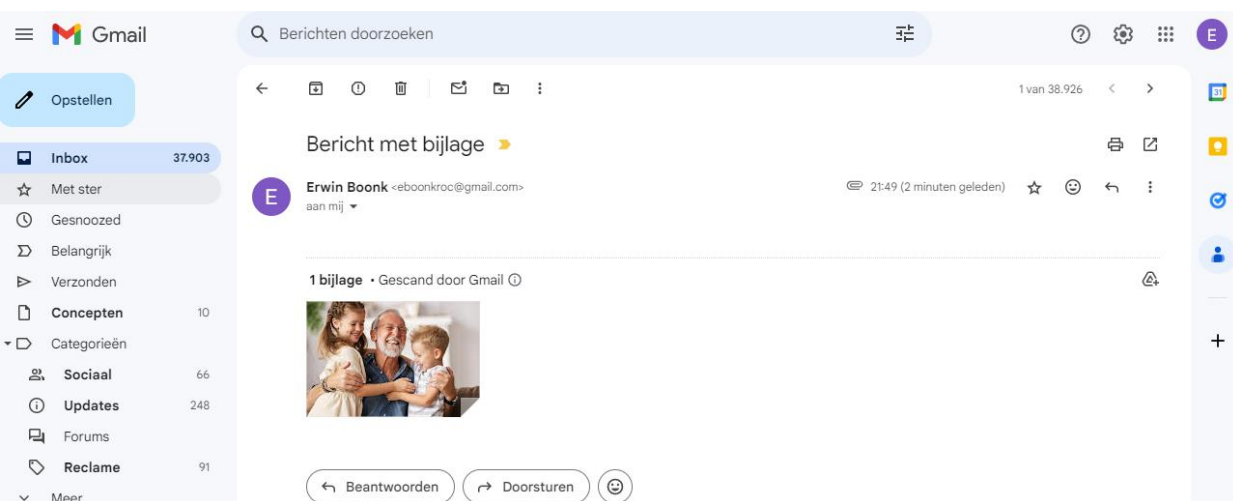 Gmail
Berichten doorzoeken
E
Opstellen
1 van 38.926
31
Bericht met bijlage
Inbox 37.903
Met ster
Erwin Boonk <eboonkroc@gmail.com>
21:49 (2 minuten geleden)
E
aan mij
Gesnoozed
Belangrijk
1 bijlage • Gescand door Gmail
Verzonden
Concepten 10
Categorieën
Sociaal 66
Updates 248
Forums
Reclame 91
Beantwoorden
Doorsturen
Meer